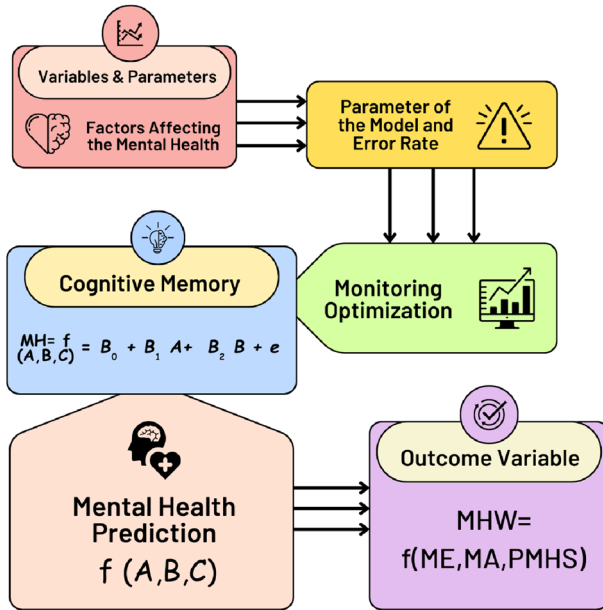 Variables & Parameters
Factors Affecting
the Mental Health
Parameter of
the Model and
Error Rate
Monitoring
Optimization
Cognitive Memory
MH= f
(A,B,C) = B₀ + B₁ A+ B₂ B + e
Mental Health
Prediction
f (A,B,C)
Outcome Variable
MHW=
f(ME,MA,PMHS)